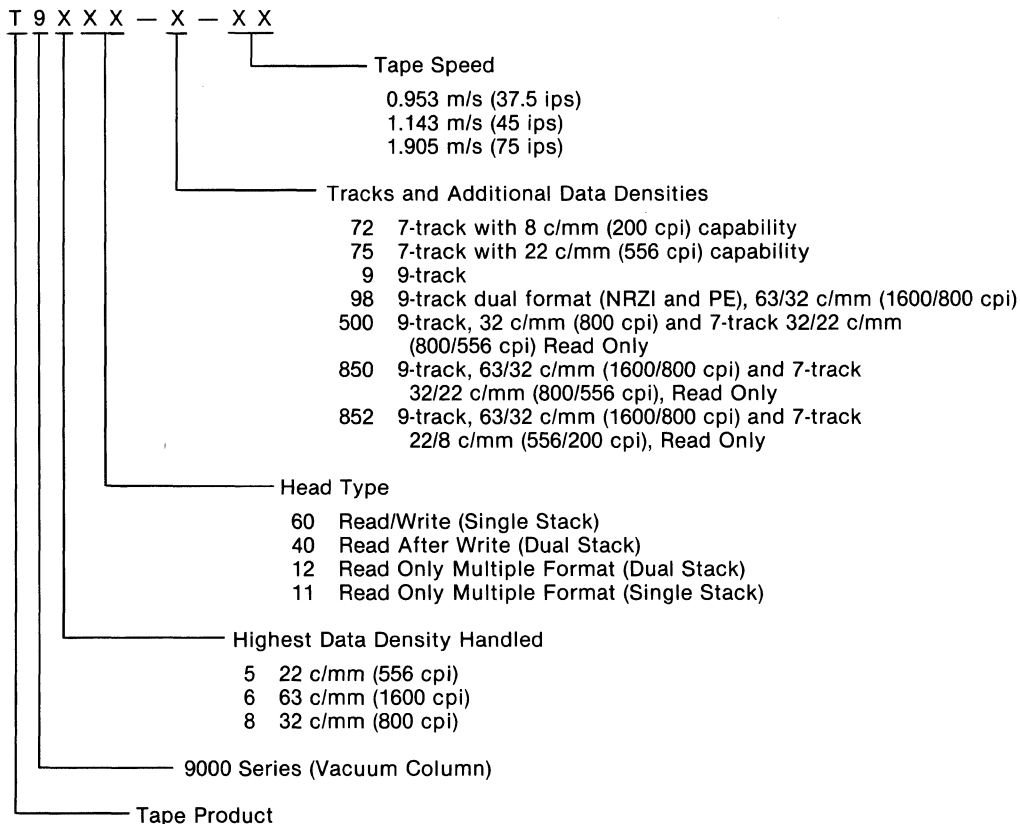 T 9 X X X — X — X X
Tape Speed
0.953 m/s (37.5 ips)
1.143 m/s (45 ips)
1.905 m/s (75 ips)
Tracks and Additional Data Densities
72 7-track with 8 c/mm (200 cpi) capability
75 7-track with 22 c/mm (556 cpi) capability
9 9-track
98 9-track dual format (NRZI and PE), 63/32 c/mm (1600/800 cpi)
500 9-track, 32 c/mm (800 cpi) and 7-track 32/22 c/mm
(800/556 cpi) Read Only
850 9-track, 63/32 c/mm (1600/800 cpi) and 7-track
32/22 c/mm (800/556 cpi), Read Only
852 9-track, 63/32 c/mm (1600/800 cpi) and 7-track
22/8 c/mm (556/200 cpi), Read Only
Head Type
60 Read/Write (Single Stack)
40 Read After Write (Dual Stack)
12 Read Only Multiple Format (Dual Stack)
11 Read Only Multiple Format (Single Stack)
Highest Data Density Handled
5 22 c/mm (556 cpi)
6 63 c/mm (1600 cpi)
8 32 c/mm (800 cpi)
9000 Series (Vacuum Column)
Tape Product